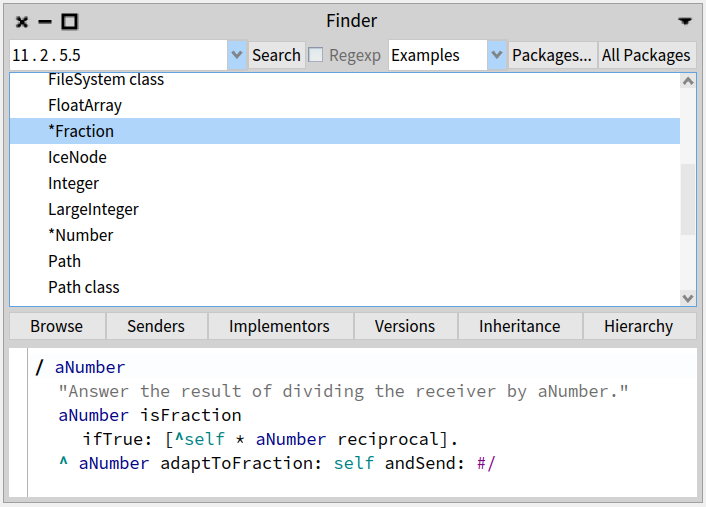 Finder
11 . 2 . 5.5 Search Regexp Examples Packages... All Packages
FileSystem class
FloatArray
*Fraction
IceNode
Integer
LargeInteger
*Number
Path
Path class
Browse Senders Implementors Versions Inheritance Hierarchy
/ aNumber
"Answer the result of dividing the receiver by aNumber."
aNumber isFraction
ifTrue: [^self * aNumber reciprocal].
^ aNumber adaptToFraction: self andSend: #/